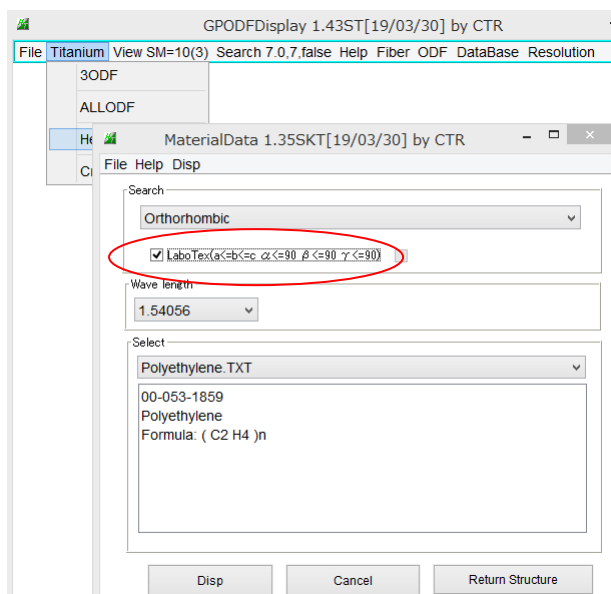 GPODFDisplay 1.43ST[19/03/30] by CTR
File Titanium View SM=10(3) Search 7.0,7,false Help Fiber ODF DataBase Resolution
3ODF
ALLODF
MaterialData 1.35SKT[19/03/30] by CTR
File Help Disp
Search
Orthorhombic
LaboTex(a<=b<=c α<=90 β<=90 γ<=90)
Wave length
1.54056
Select
Polyethylene.TXT
00-053-1859
Polyethylene
Formula: ( C2 H4 )n
Disp Cancel Return Structure